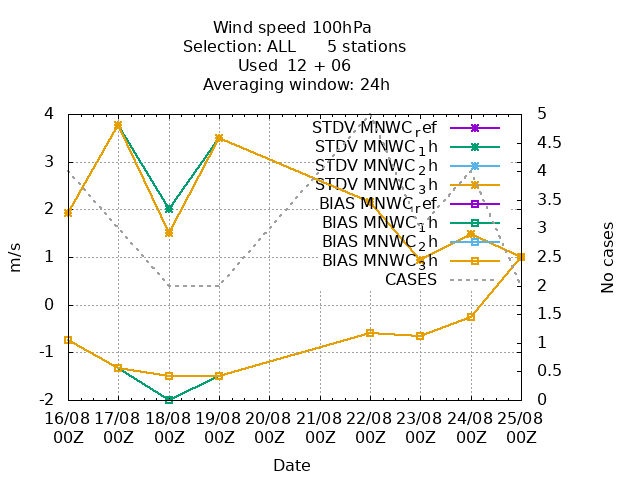 Wind speed 100hPa
Selection: ALL 5 stations
Used 12 + 06
Averaging window: 24h
4
3
2
1
0
-1
-2
m/s
5
4.5
4
3.5
3
2.5
2
1.5
1
0.5
0
No cases
STDV MNWC_ref
STDV MNWC_1h
STDV MNWC_2h
STDV MNWC_3h
BIAS MNWC_ref
BIAS MNWC_1h
BIAS MNWC_2h
BIAS MNWC_3h
CASES
16/08 17/08 18/08 19/08 20/08 21/08 22/08 23/08 24/08 25/08
00Z 00Z 00Z 00Z 00Z 00Z 00Z 00Z 00Z 00Z
Date